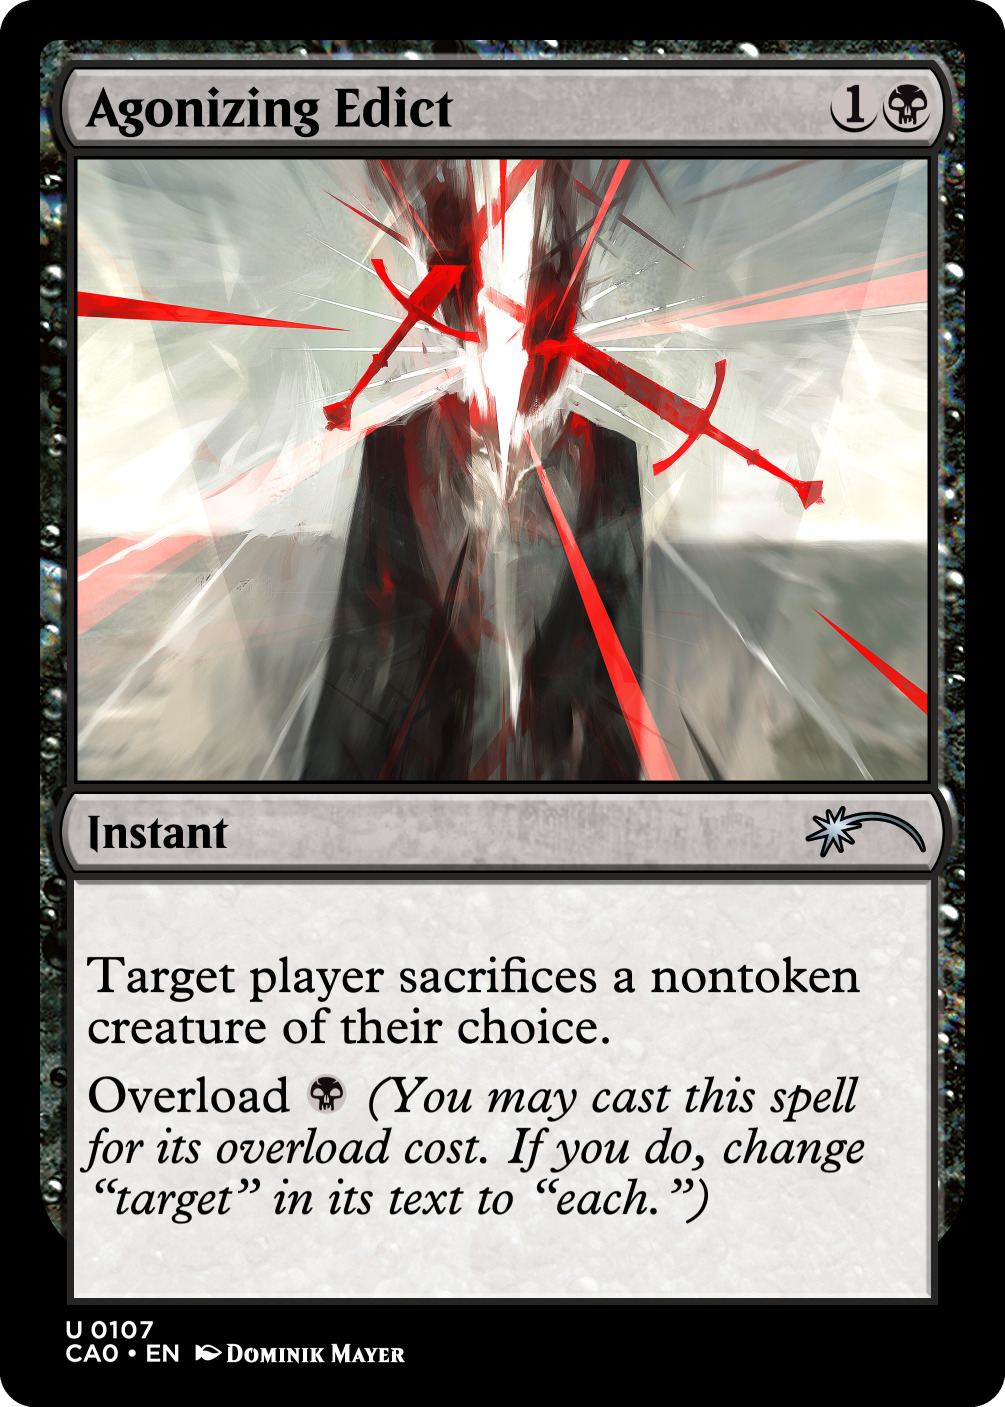 Agonizing Edict 1
Instant
Target player sacrifices a nontoken
creature of their choice.
Overload (You may cast this spell
for its overload cost. If you do, change
“target” in its text to “each.”)
U 0107
CAO • EN DOMINIK MAYER